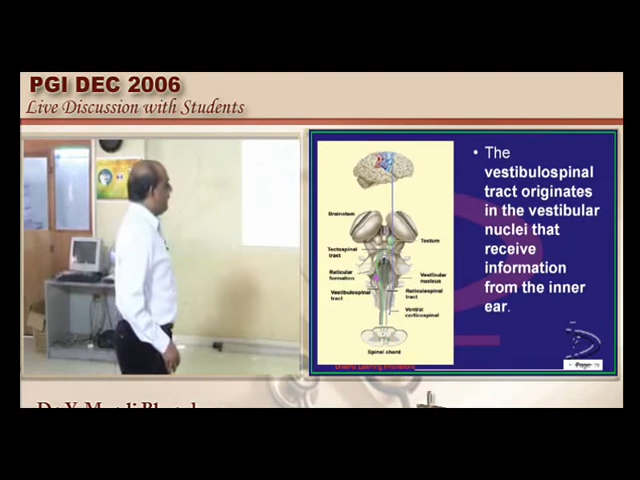 PGI DEC 2006
Live Discussion with Students
• The
vestibulospinal
tract originates
in the vestibular
nuclei that
receive
information
from the inner
ear.
Brainstem
Tectospinal
tract
Reticular
formation
Vestibulospinal
tract
Tectum
Vestibular
nucleus
Reticulospinal
tract
Ventral
corticospinal
Spinal chord
Page